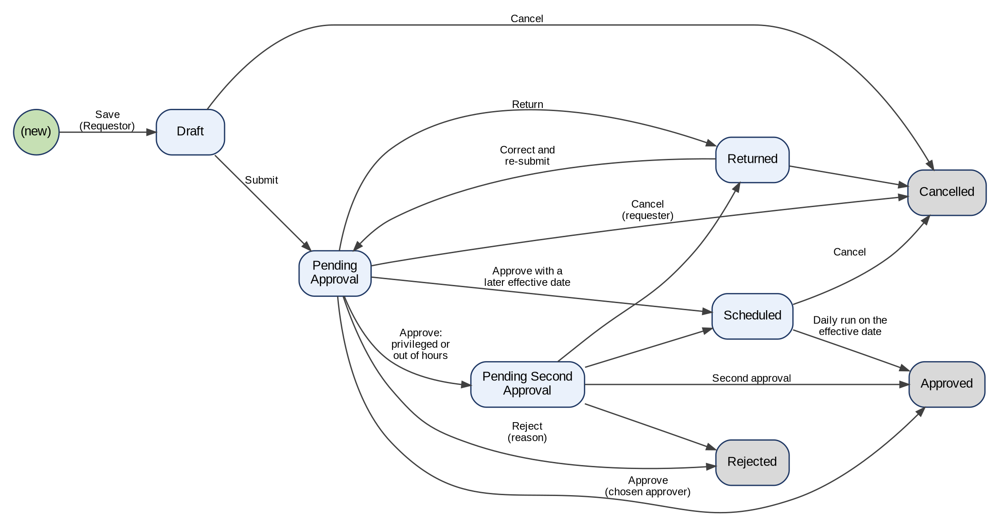 Cancel
Save
(Requestor)
(new)
Draft
Return
Submit
Correct and
re-submit
Returned
Cancelled
Cancel
(requester)
Cancel
Pending
Approval
Approve with a
later effective date
Scheduled
Daily run on the
effective date
Approve:
privileged or
out of hours
Pending Second
Approval
Second approval
Approved
Reject
(reason)
Rejected
Approve
(chosen approver)